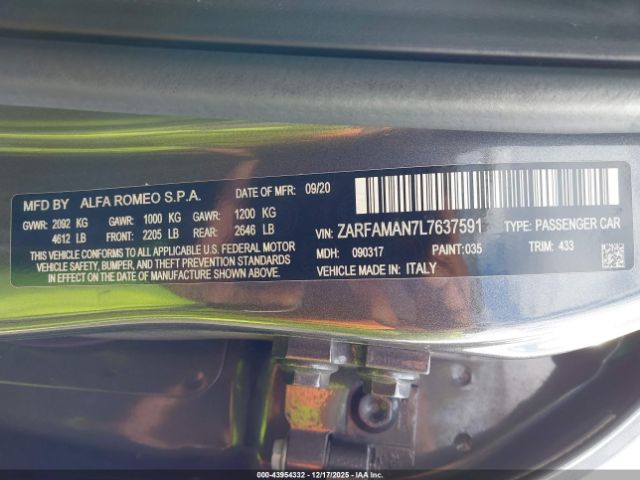 MFD BY ALFA ROMEO S.P.A. DATE OF MFR: 09/20
GVWR: 2092 KG GAWR: 1000 KG GAWR: 1200 KG
4612 LB FRONT: 2205 LB REAR: 2646 LB
THIS VEHICLE CONFORMS TO ALL APPLICABLE U.S. FEDERAL MOTOR
VEHICLE SAFETY, BUMPER, AND THEFT PREVENTION STANDARDS
IN EFFECT ON THE DATE OF MANUFACTURE SHOWN ABOVE.
VIN: ZARFAMAN7L7637591 TYPE: PASSENGER CAR
MDH: 090317 PAINT: 035 TRIM: 433
VEHICLE MADE IN: ITALY
000-43954332 - 12/17/2025 - IAA Inc.